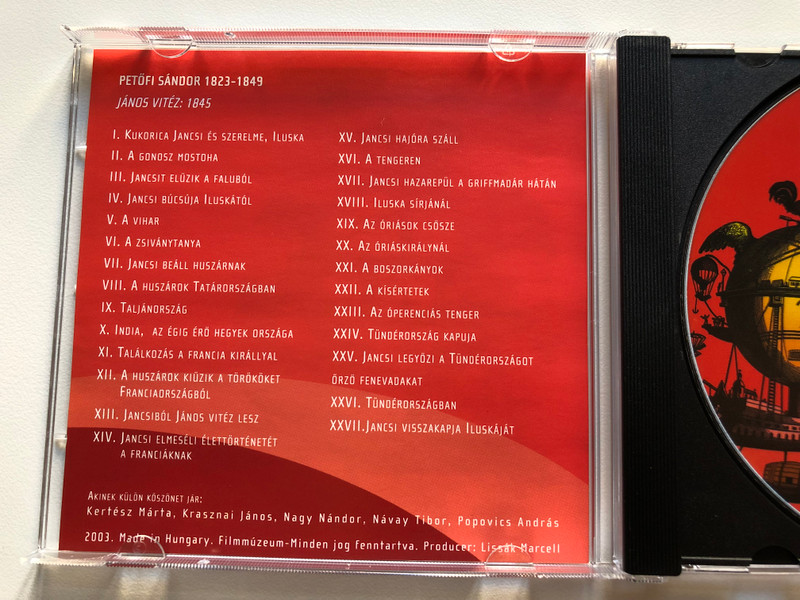 PETŐFI SÁNDOR 1823-1849
JÁNOS VITÉZ: 1845
I. KUKORICA JANCSI ÉS SZERELME, ILUSKA
II. A GONOSZ MOSTOHA
III. JANCSIT ELŰZIK A FALUBÓL
IV. JANCSI BÚCSÚJA ILUSKÁTÓL
V. A VIHAR
VI. A ZSIVÁNYTANYA
VII. JANCSI BEÁLL HUSZÁRNAK
VIII. A HUSZÁROK TATÁRORSZÁGBAN
IX. TALJÁNORSZÁG
X. INDIA, AZ ÉGIG ÉRŐ HEGYEK ORSZÁGA
XI. TALÁLKOZÁS A FRANCIA KIRÁLLYAL
XII. A HUSZÁROK KIŰZIK A TÖRÖKÖKET
FRANCIAORSZÁGBÓL
XIII. JANCSIBÓL JÁNOS VITÉZ LESZ
XIV. JANCSI ELMESÉLI ÉLETTÖRTÉNETÉT
A FRANCIÁKNAK
XV. JANCSI HAJÓRA SZÁLL
XVI. A TENGEREN
XVII. JANCSI HAZAREPÜL A GRIFFMADÁR HÁTÁN
XVIII. ILUSKA SÍRJÁNÁL
XIX. AZ ÓRIÁSOK CSŐSZE
XX. AZ ÓRIÁSKIRÁLYNÁL
XXI. A BOSZORKÁNYOK
XXII. A KÍSÉRTETEK
XXIII. AZ ÓPERENCIÁS TENGER
XXIV. TÜNDÉRORSZÁG KAPUJA
XXV. JANCSI LEGYŐZI A TÜNDÉRORSZÁGOT
ŐRZŐ FENEVADAKAT
XXVI. TÜNDÉRORSZÁGBAN
XXVII.JANCSI VISSZAKAPJA ILUSKÁJÁT
AKINEK KÜLÖN KÖSZÖNET JÁR:
Kertész Márta, Krasznai János, Nagy Nándor, Návay Tibor, Popovics András
2003. Made in Hungary. Filmmúzeum-Minden jog fenntartva. Producer: Lissák Marcell